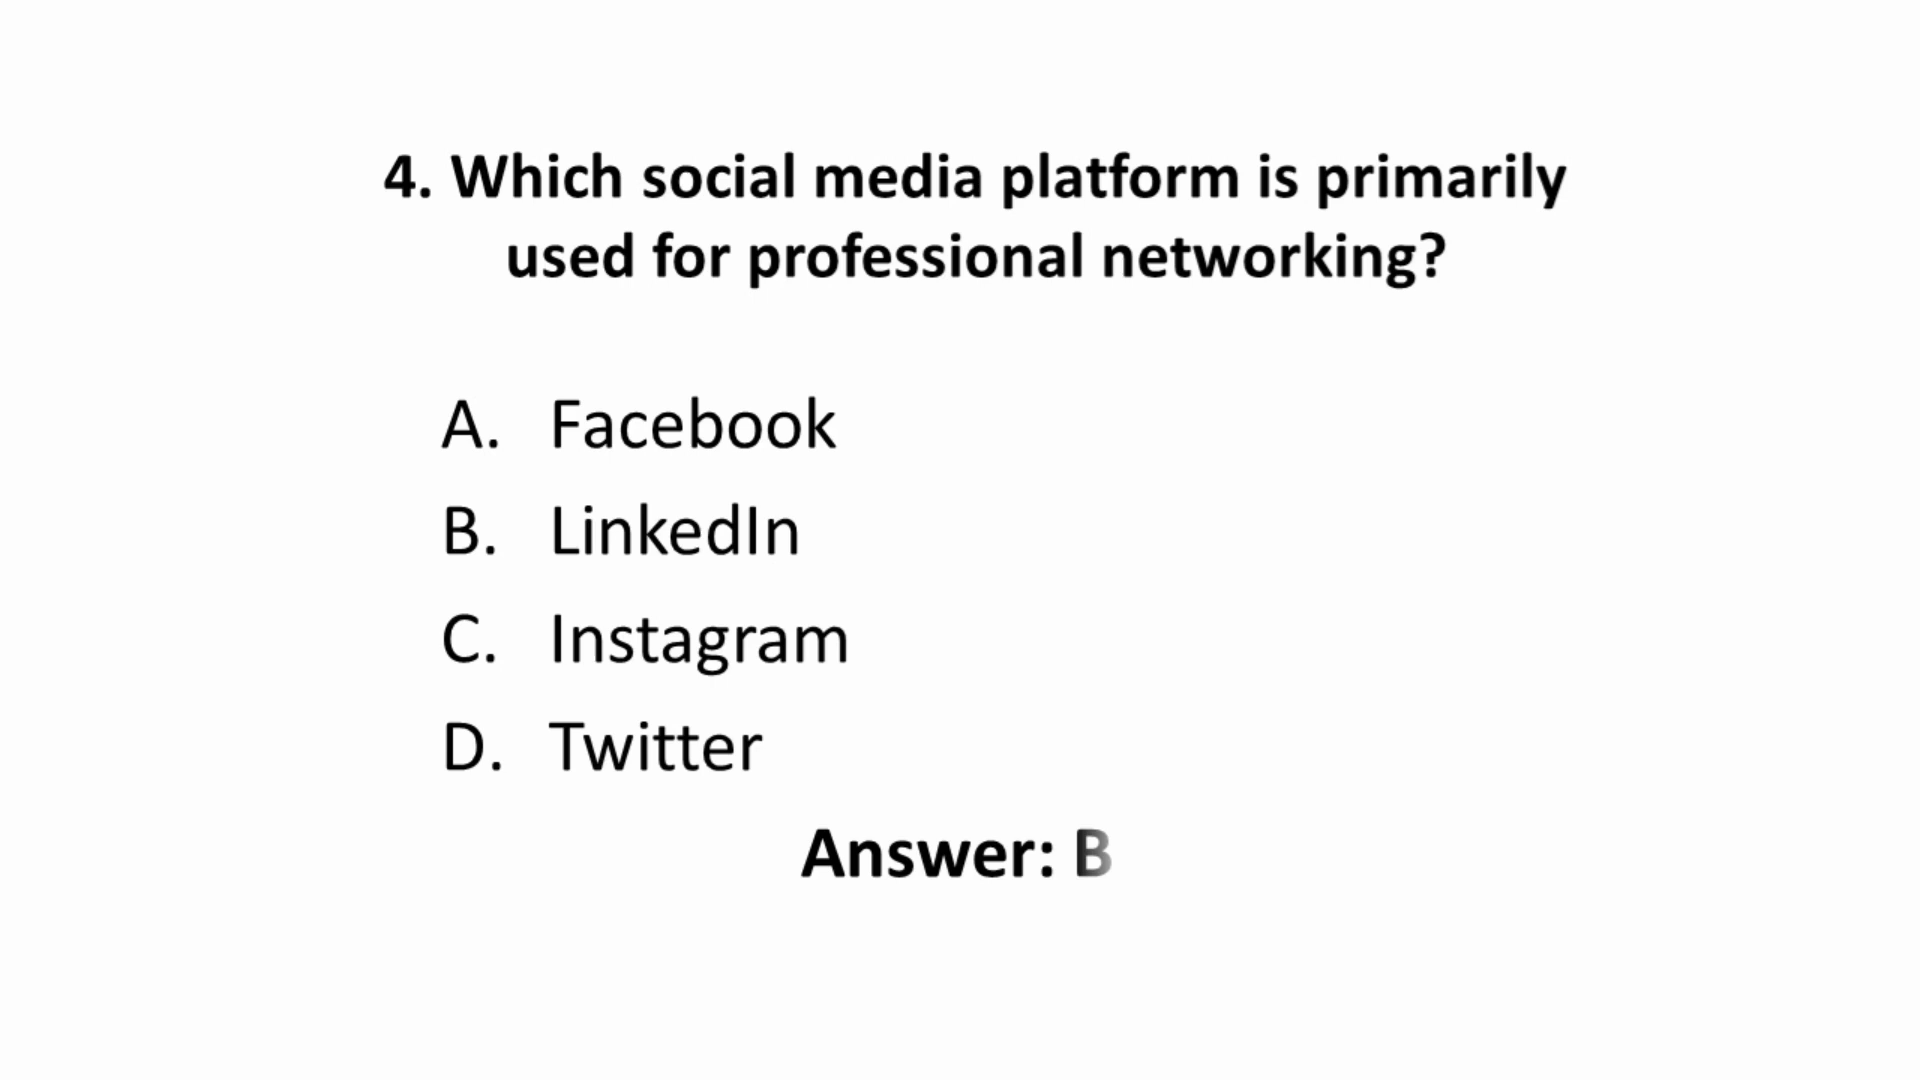 4. Which social media platform is primarily
used for professional networking?
A. Facebook
B. LinkedIn
C. Instagram
D. Twitter
Answer: B